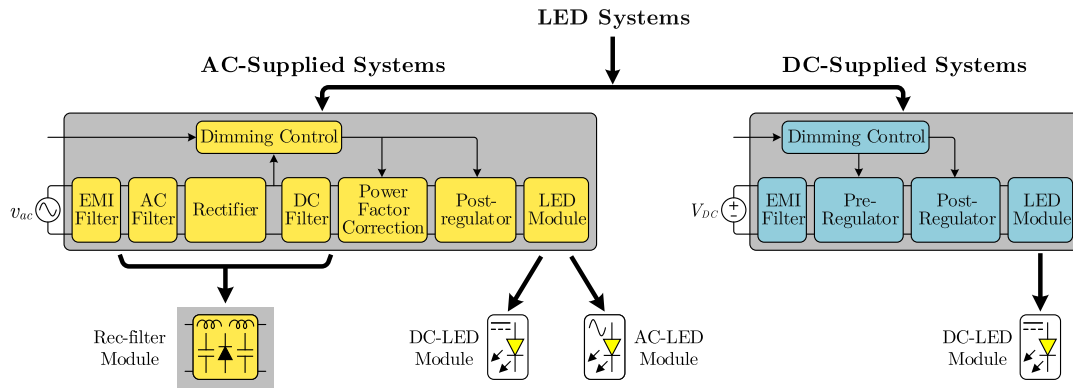 LED Systems
AC-Supplied Systems
DC-Supplied Systems
Dimming Control
v_ac
EMI
Filter
AC
Filter
Rectifier
DC
Filter
Power
Factor
Correction
Post-
regulator
LED
Module
Rec-filter
Module
DC-LED
Module
AC-LED
Module
Dimming Control
V_DC
EMI
Filter
Pre-
Regulator
Post-
Regulator
LED
Module
DC-LED
Module